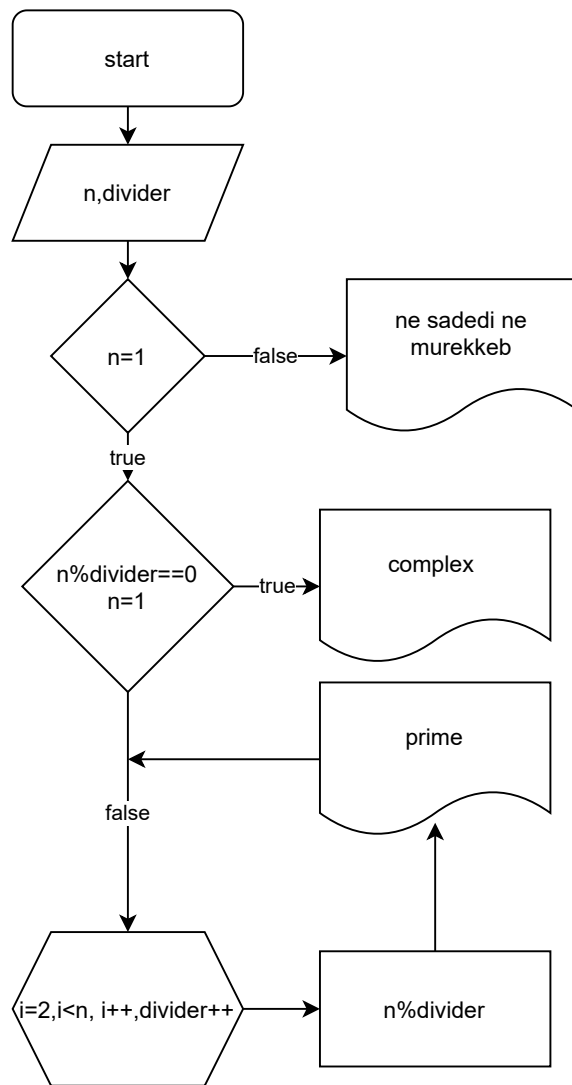 start
n,divider
n=1
false
ne sadedi ne
murekkeb
true
n%divider==0
n=1
true
complex
prime
false
i=2,i<n, i++,divider++
n%divider